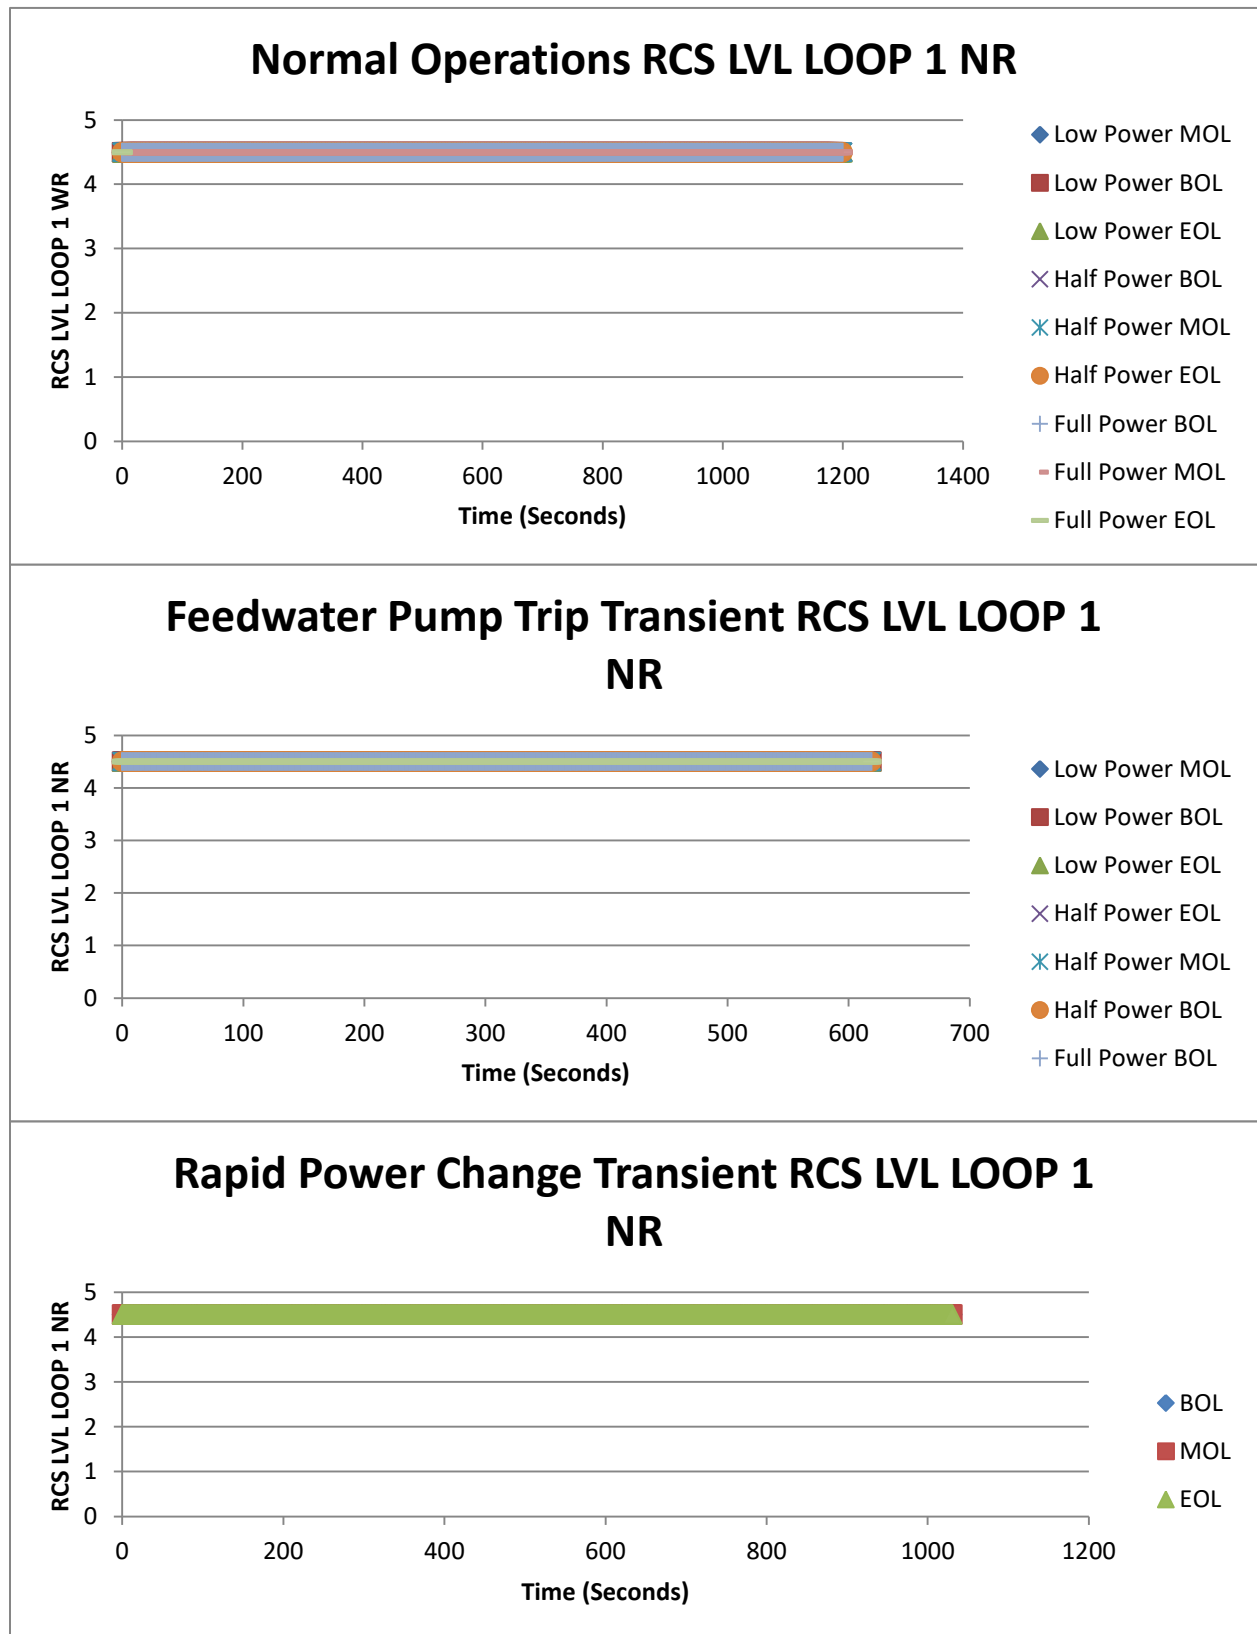 Normal Operations RCS LVL LOOP 1 NR
RCS LVL LOOP 1 WR
5
4
3
2
1
0
0 200 400 600 800 1000 1200 1400
Time (Seconds)
Low Power MOL
Low Power BOL
Low Power EOL
Half Power BOL
Half Power MOL
Half Power EOL
Full Power BOL
Full Power MOL
Full Power EOL
Feedwater Pump Trip Transient RCS LVL LOOP 1
NR
RCS LVL LOOP 1 NR
5
4
3
2
1
0
0 100 200 300 400 500 600 700
Time (Seconds)
Low Power MOL
Low Power BOL
Low Power EOL
Half Power EOL
Half Power MOL
Half Power BOL
Full Power BOL
Rapid Power Change Transient RCS LVL LOOP 1
NR
RCS LVL LOOP 1 NR
5
4
3
2
1
0
0 200 400 600 800 1000 1200
Time (Seconds)
BOL
MOL
EOL